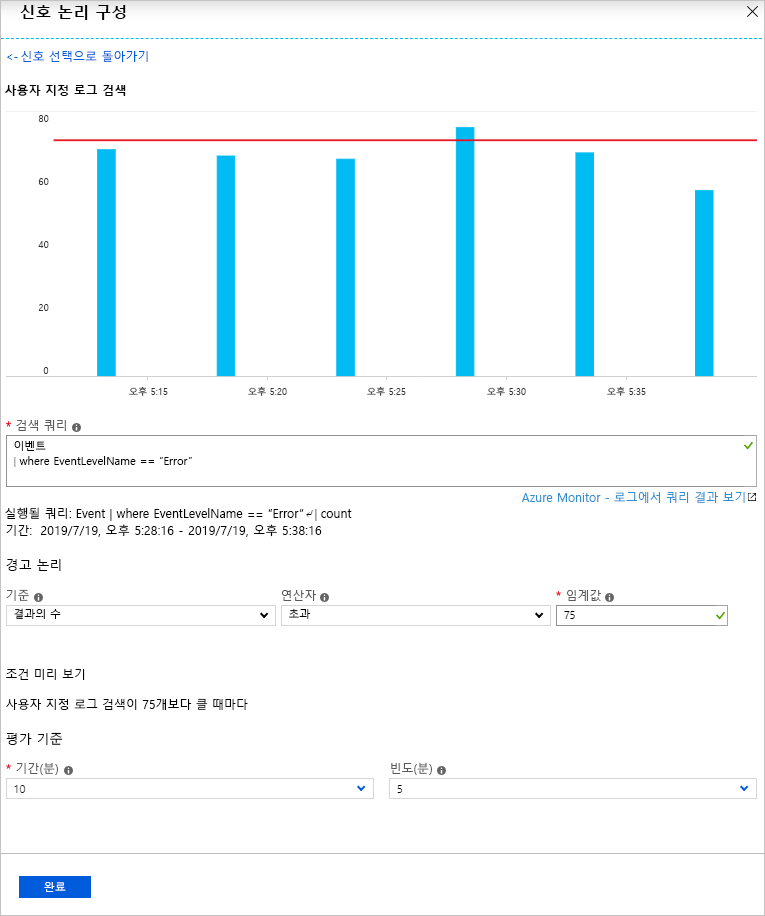 신호 논리 구성
<- 신호 선택으로 돌아가기
사용자 지정 로그 검색
80
60
40
20
0
오후 5:15 오후 5:20 오후 5:25 오후 5:30 오후 5:35
* 검색 쿼리
이벤트
| where EventLevelName == "Error"
Azure Monitor - 로그에서 쿼리 결과 보기
실행될 쿼리: Event | where EventLevelName == "Error"↲| count
기간: 2019/7/19, 오후 5:28:16 - 2019/7/19, 오후 5:38:16
경고 논리
기준 연산자 * 임계값
결과의 수 초과 75
조건 미리 보기
사용자 지정 로그 검색이 75개보다 클 때마다
평가 기준
* 기간(분) 빈도(분)
10 5
완료